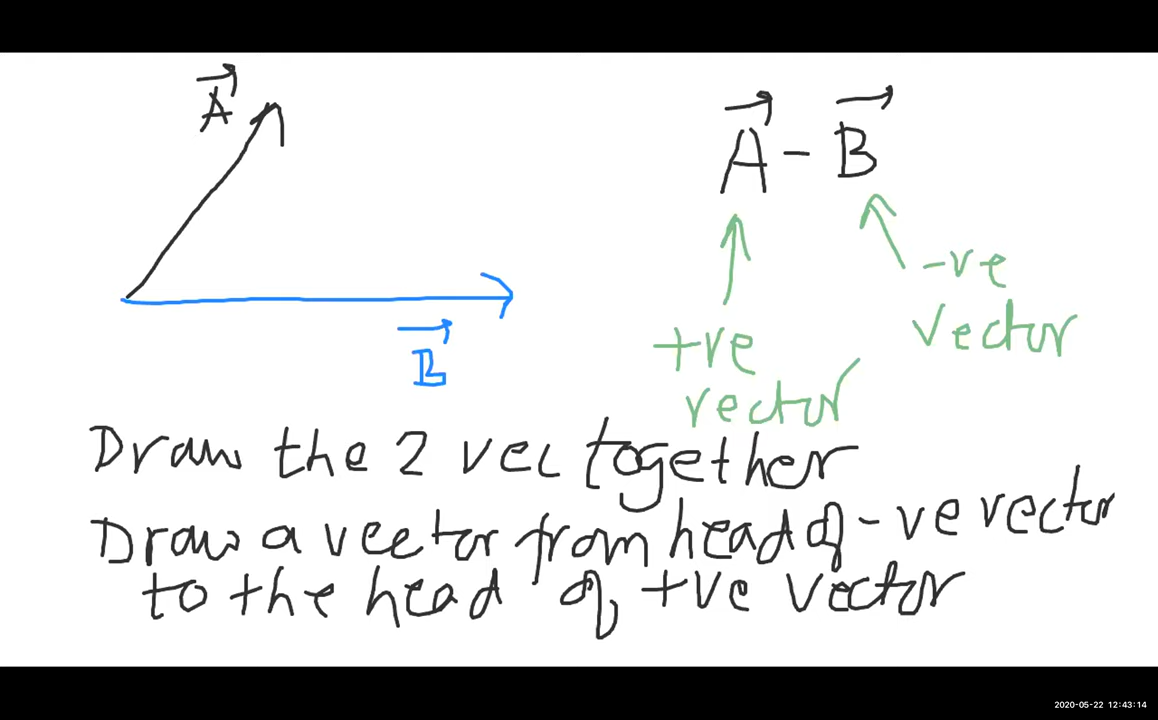 A
A - B
B
+ve
vector
-ve
vector
Draw the 2 vec together
Draw a vector from head of -ve vector
to the head of +ve vector
2020-05-22 12:43:14